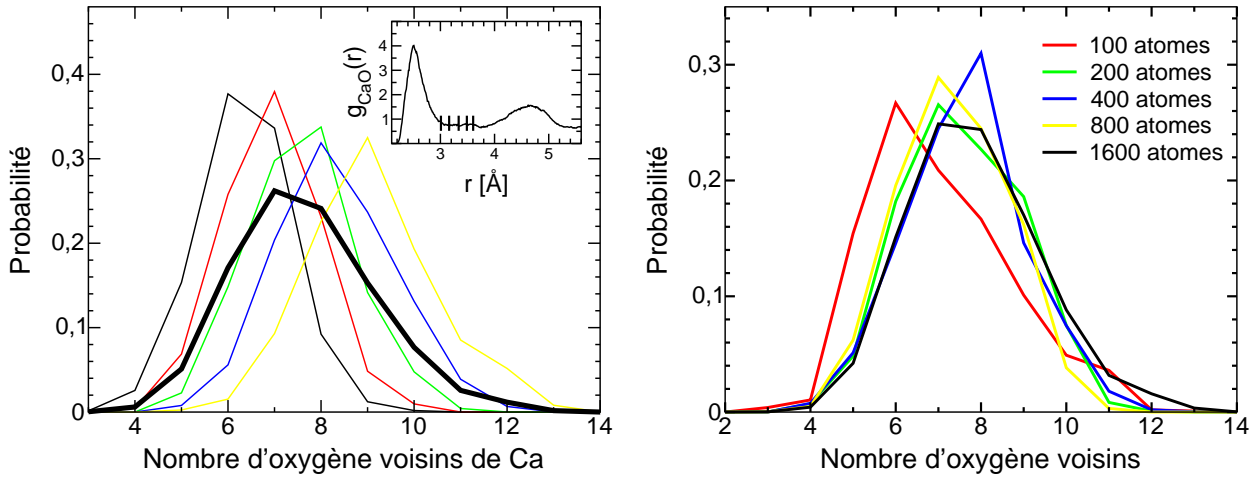 0,4
0,3
0,2
0,1
0
Probabilité
4
6
8
10
12
14
Nombre d'oxygène voisins de Ca
4
3
2
1
gCaO(r)
3
4
5
r [Å]
0,3
0,2
0,1
0
Probabilité
2
4
6
8
10
12
14
Nombre d'oxygène voisins
100 atomes
200 atomes
400 atomes
800 atomes
1600 atomes